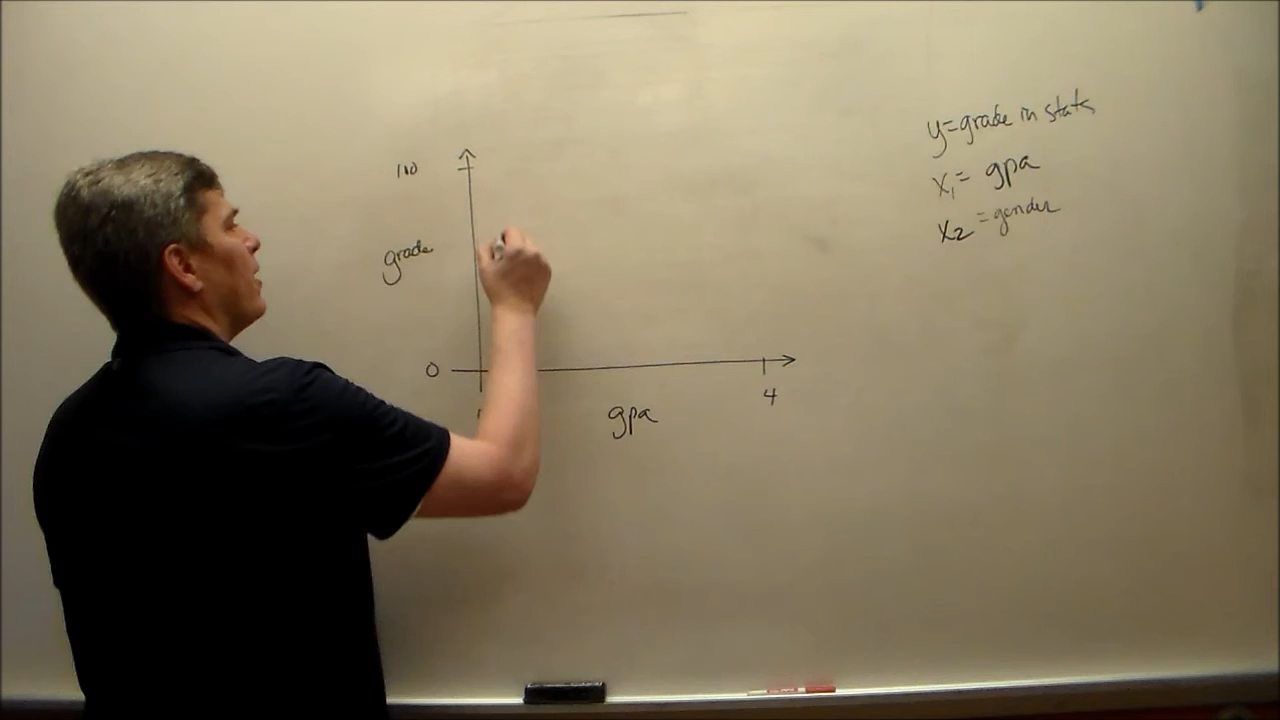 y=grade in stats
x₁= gpa
x₂ =gender
100
grade
0
4
gpa